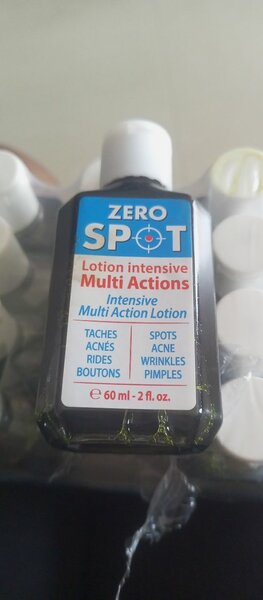 ZERO
SPOT
Lotion intensive
Multi Actions
Intensive
Multi Action Lotion
TACHES
ACNÉS
RIDES
BOUTONS
SPOTS
ACNE
WRINKLES
PIMPLES
℮ 60 ml - 2 fl. oz.